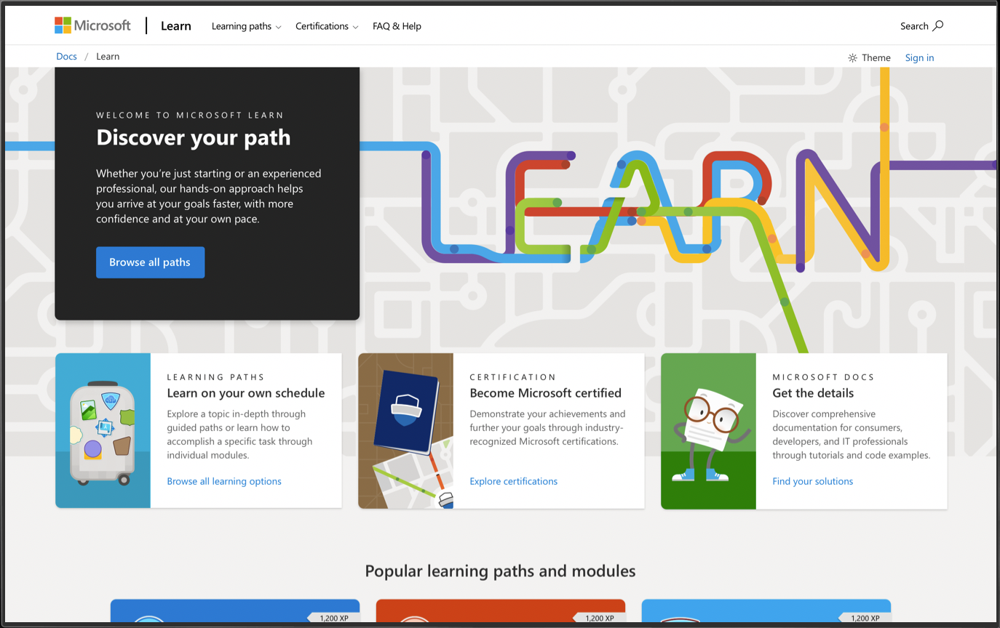 Microsoft Learn Learning paths Certifications FAQ & Help Search
Docs / Learn Theme Sign in
WELCOME TO MICROSOFT LEARN
Discover your path
Whether you're just starting or an experienced
professional, our hands-on approach helps
you arrive at your goals faster, with more
confidence and at your own pace.
Browse all paths
LEARN
LEARNING PATHS
Learn on your own schedule
Explore a topic in-depth through
guided paths or learn how to
accomplish a specific task through
individual modules.
Browse all learning options
CERTIFICATION
Become Microsoft certified
Demonstrate your achievements and
further your goals through industry-
recognized Microsoft certifications.
Explore certifications
MICROSOFT DOCS
Get the details
Discover comprehensive
documentation for consumers,
developers, and IT professionals
through tutorials and code examples.
Find your solutions
Popular learning paths and modules
1,200 XP 1,200 XP 1,200 XP